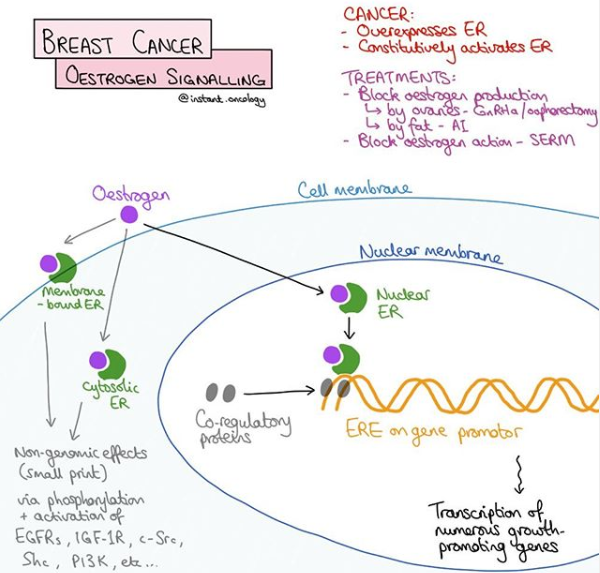 BREAST CANCER
OESTROGEN SIGNALLING
@instant.oncology
CANCER:
- Overexpresses ER
- Constitutively activates ER
TREATMENTS:
- Block oestrogen production
↳ by ovaries - GnRHa/oophorectomy
↳ by fat - AI
- Block oestrogen action - SERM
Oestrogen
Cell membrane
Nuclear membrane
membrane
- bound ER
Nuclear
ER
cytosolic
ER
Co-regulatory
proteins
ERE on gene promotor
Non-genomic effects
(small print)
via phosphorylation
+ activation of
EGFRs, IGF-1R, c-Src,
Shc, PI3K, etc...
Transcription of
numerous growth-
promoting genes